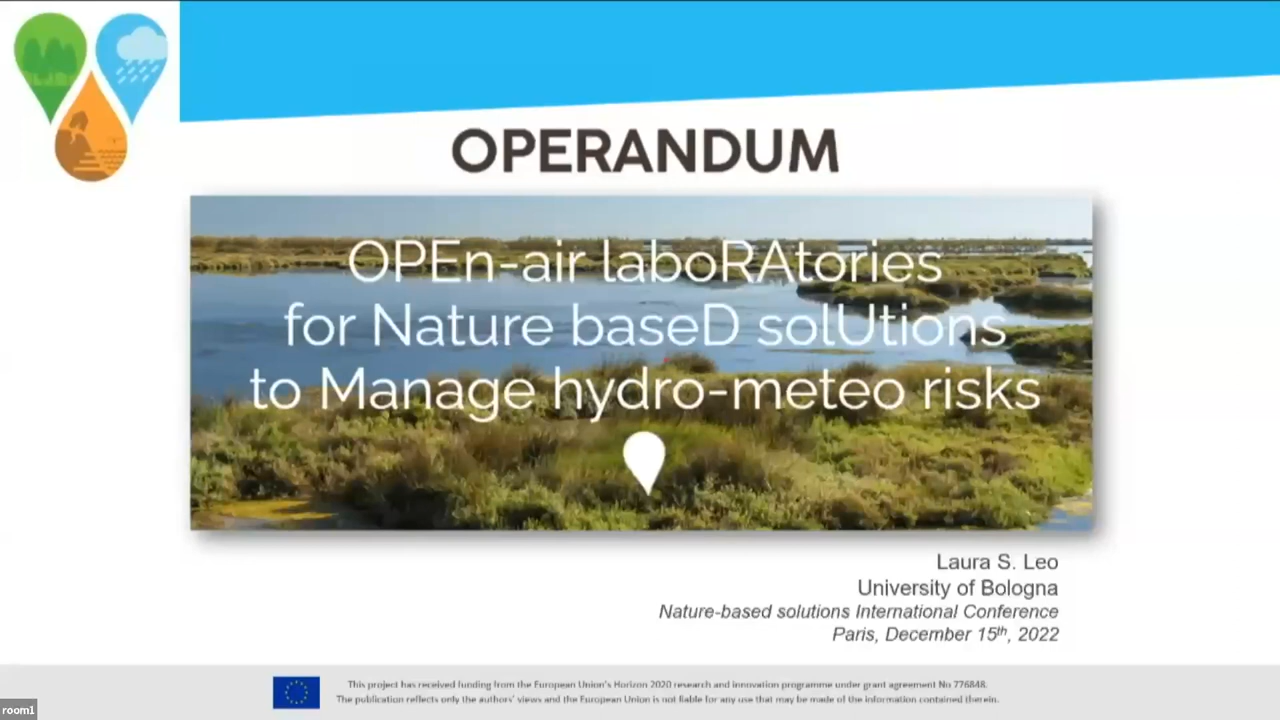 OPERANDUM
OPEn-air laboRAtories
for Nature baseD solUtions
to Manage hydro-meteo risks
Laura S. Leo
University of Bologna
Nature-based solutions International Conference
Paris, December 15th, 2022
This project has received funding from the European Union's Horizon 2020 research and innovation programme under grant agreement No 776848.
The publication reflects only the authors' views and the European Union is not liable for any use that may be made of the information contained therein.
room1